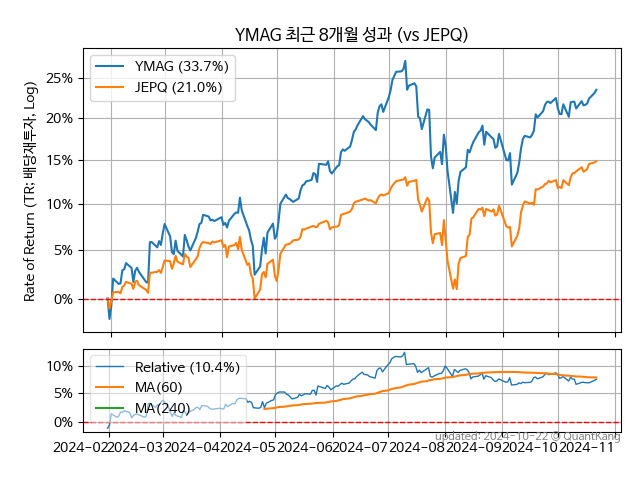 YMAG 최근 8개월 성과 (vs JEPQ)
Rate of Return (TR: 배당재투자, Log)
25%
20%
15%
10%
5%
0%
YMAG (33.7%)
JEPQ (21.0%)
10%
5%
0%
Relative (10.4%)
MA(60)
MA(240)
2024-02 2024-03 2024-04 2024-05 2024-06 2024-07 2024-08 2024-09 2024-10 2024-11
updated: 2024-10-22 © QuantKang